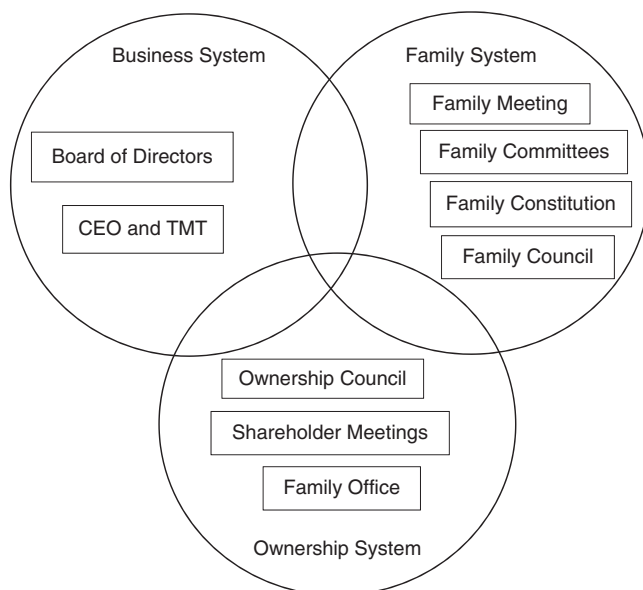 Business System
Board of Directors
CEO and TMT
Family System
Family Meeting
Family Committees
Family Constitution
Family Council
Ownership Council
Shareholder Meetings
Family Office
Ownership System